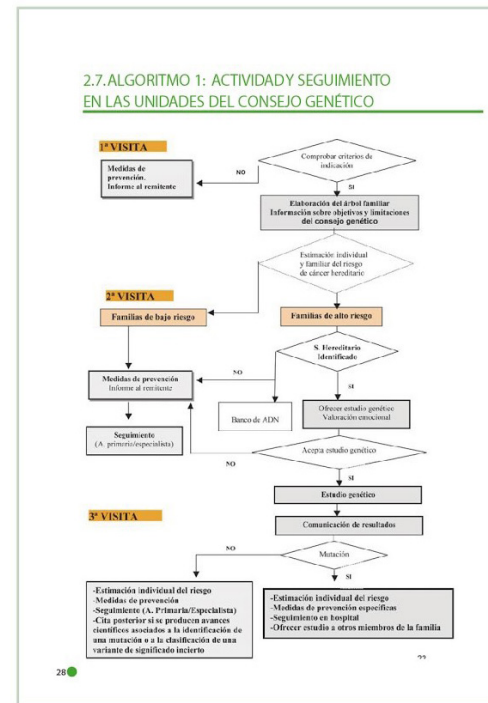 2.7. ALGORITMO 1: ACTIVIDAD Y SEGUIMIENTO
EN LAS UNIDADES DEL CONSEJO GENÉTICO
1ª VISITA
Comprobar criterios de
indicación
NO
Medidas de
prevención.
Informe al remitente
SI
Elaboración del árbol familiar
Información sobre objetivos y limitaciones
del consejo genético
Estimación individual
y familiar del riesgo
de cáncer hereditario
2ª VISITA
Familias de bajo riesgo
Familias de alto riesgo
S. Hereditario
Identificado
NO
Medidas de prevención
Informe al remitente
SI
Banco de ADN
Ofrecer estudio genético
Valoración emocional
Seguimiento
(A. primaria/especialista)
Acepta estudio genético
NO
SI
Estudio genético
3ª VISITA
Comunicación de resultados
NO
Mutación
SI
-Estimación individual del riesgo
-Medidas de prevención
-Seguimiento (A. Primaria/Especialista)
-Cita posterior si se producen avances
científicos asociados a la identificación de
una mutación o a la clasificación de una
variante de significado incierto
-Estimación individual del riesgo
-Medidas de prevención específicas
-Seguimiento en hospital
-Ofrecer estudio a otros miembros de la familia
28